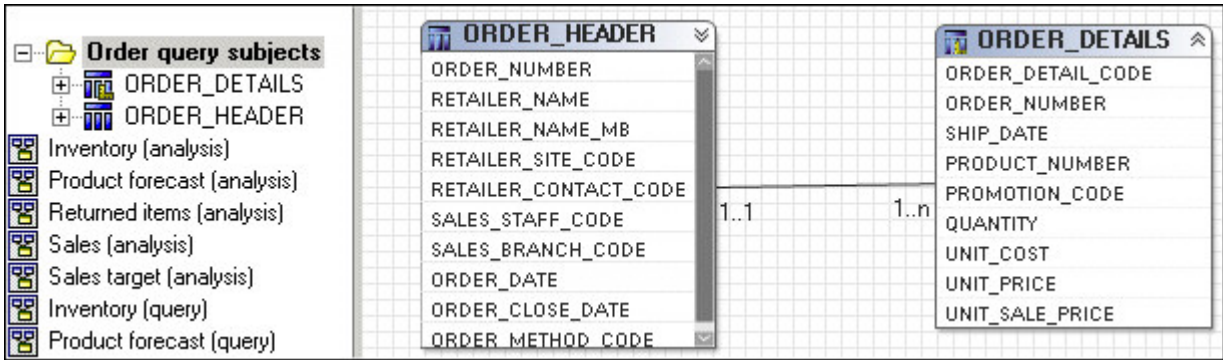 Order query subjects
ORDER_DETAILS
ORDER_HEADER
Inventory (analysis)
Product forecast (analysis)
Returned items (analysis)
Sales (analysis)
Sales target (analysis)
Inventory (query)
Product forecast (query)
ORDER_HEADER
ORDER_NUMBER
RETAILER_NAME
RETAILER_NAME_MB
RETAILER_SITE_CODE
RETAILER_CONTACT_CODE
SALES_STAFF_CODE
SALES_BRANCH_CODE
ORDER_DATE
ORDER_CLOSE_DATE
ORDER_METHOD_CODE
1..1
1..n
ORDER_DETAILS
ORDER_DETAIL_CODE
ORDER_NUMBER
SHIP_DATE
PRODUCT_NUMBER
PROMOTION_CODE
QUANTITY
UNIT_COST
UNIT_PRICE
UNIT_SALE_PRICE